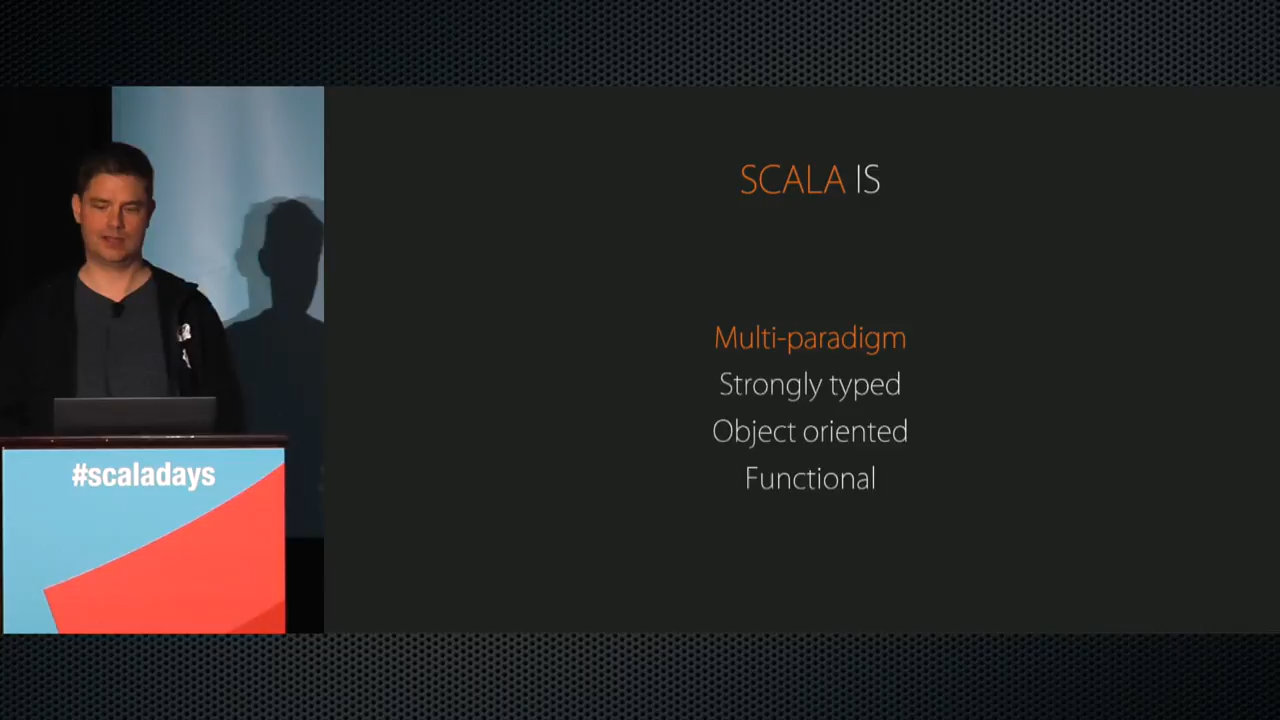 SCALA IS
Multi-paradigm
Strongly typed
Object oriented
Functional
#scaladays